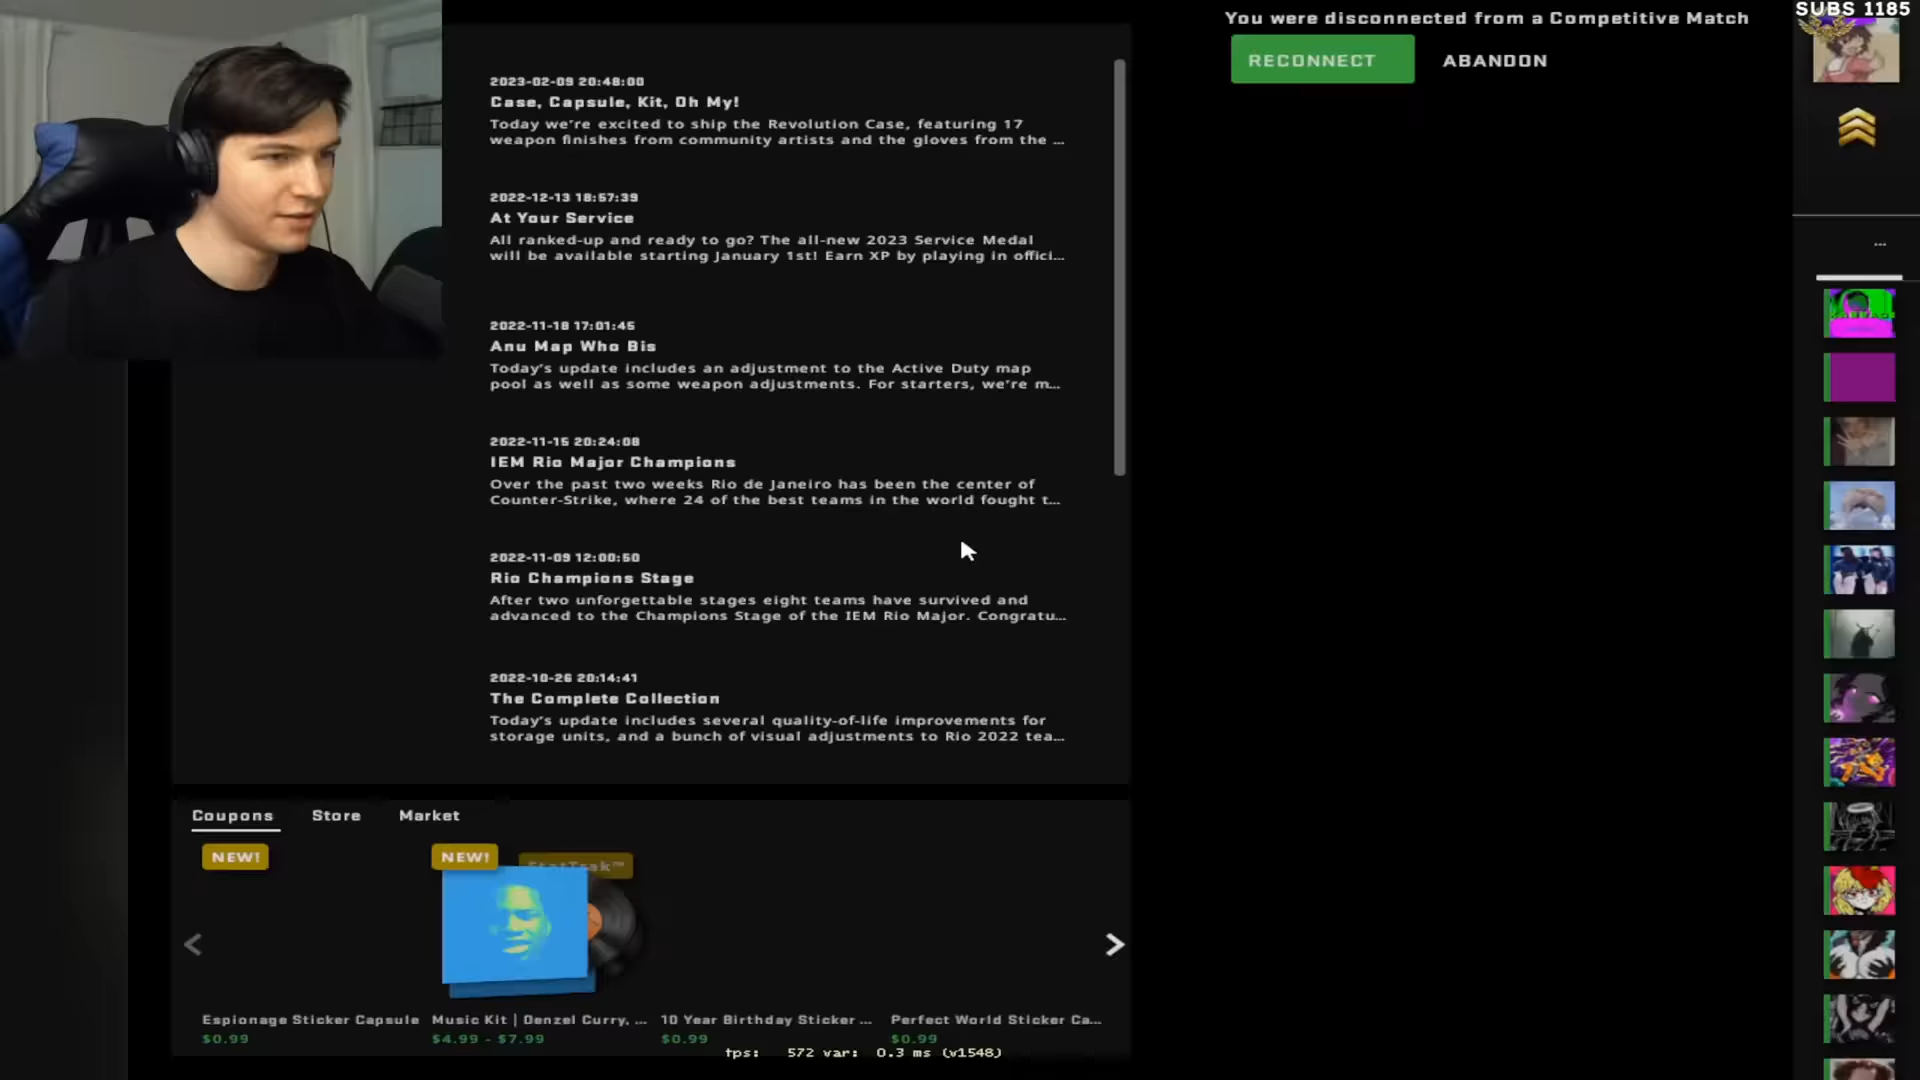 SUBS 1185
You were disconnected from a Competitive Match
RECONNECT
ABANDON
2023-02-09 20:48:00
Case, Capsule, Kit, Oh My!
Today we're excited to ship the Revolution Case, featuring 17
weapon finishes from community artists and the gloves from the ...
2022-12-13 18:57:39
At Your Service
All ranked-up and ready to go? The all-new 2023 Service Medal
will be available starting January 1st! Earn XP by playing in offici...
2022-11-18 17:01:45
Anu Map Who Bis
Today's update includes an adjustment to the Active Duty map
pool as well as some weapon adjustments. For starters, we're m...
2022-11-15 20:24:08
IEM Rio Major Champions
Over the past two weeks Rio de Janeiro has been the center of
Counter-Strike, where 24 of the best teams in the world fought t...
2022-11-09 12:00:50
Rio Champions Stage
After two unforgettable stages eight teams have survived and
advanced to the Champions Stage of the IEM Rio Major. Congratu...
2022-10-26 20:14:41
The Complete Collection
Today's update includes several quality-of-life improvements for
storage units, and a bunch of visual adjustments to Rio 2022 tea...
...
Coupons
Store
Market
NEW!
NEW!
StatTrak™
Espionage Sticker Capsule
$0.99
Music Kit | Denzel Curry, ...
$4.99 - $7.99
10 Year Birthday Sticker ...
$0.99
Perfect World Sticker Ca...
$0.99
fps: 572 var: 0.3 ms (v1548)